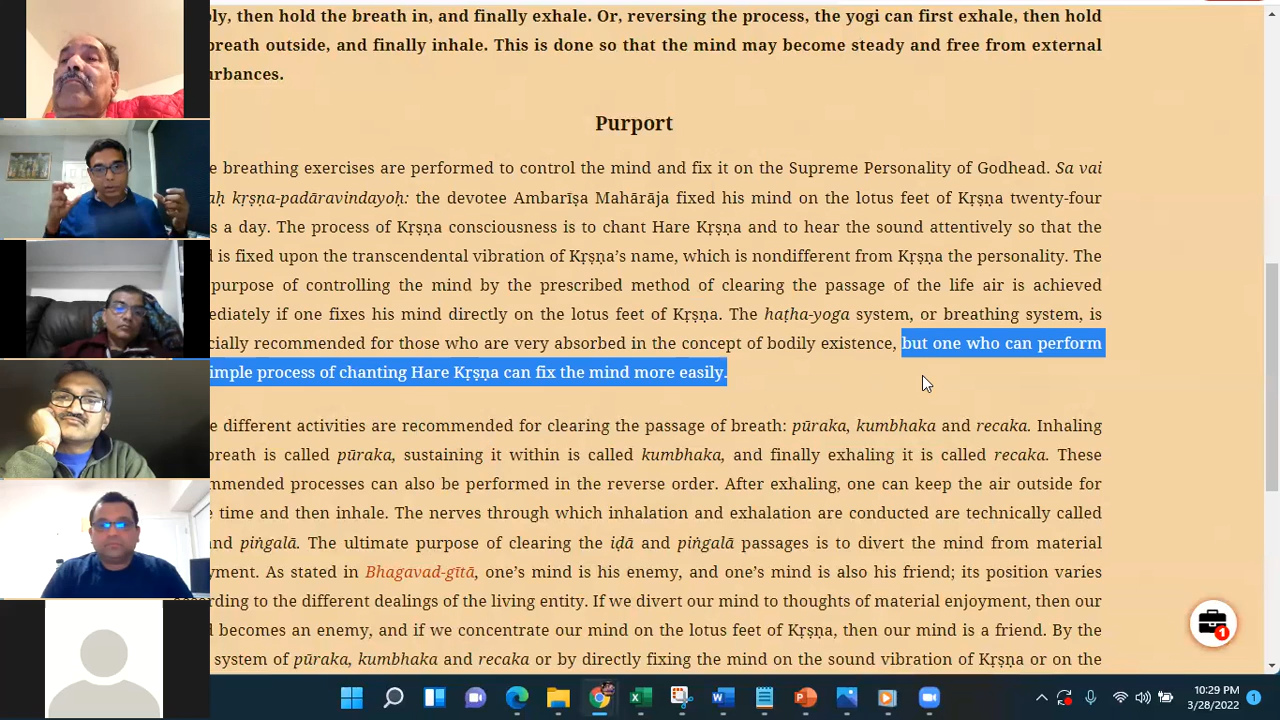 ply, then hold the breath in, and finally exhale. Or, reversing the process, the yogi can first exhale, then hold
breath outside, and finally inhale. This is done so that the mind may become steady and free from external
urbances.
Purport
e breathing exercises are performed to control the mind and fix it on the Supreme Personality of Godhead. Sa vai
aḥ kṛṣṇa-padāravindayoḥ: the devotee Ambarīṣa Mahārāja fixed his mind on the lotus feet of Kṛṣṇa twenty-four
s a day. The process of Kṛṣṇa consciousness is to chant Hare Kṛṣṇa and to hear the sound attentively so that the
d is fixed upon the transcendental vibration of Kṛṣṇa’s name, which is nondifferent from Kṛṣṇa the personality. The
purpose of controlling the mind by the prescribed method of clearing the passage of the life air is achieved
ediately if one fixes his mind directly on the lotus feet of Kṛṣṇa. The haṭha-yoga system, or breathing system, is
cially recommended for those who are very absorbed in the concept of bodily existence, but one who can perform
imple process of chanting Hare Kṛṣṇa can fix the mind more easily.
e different activities are recommended for clearing the passage of breath: pūraka, kumbhaka and recaka. Inhaling
breath is called pūraka, sustaining it within is called kumbhaka, and finally exhaling it is called recaka. These
mmended processes can also be performed in the reverse order. After exhaling, one can keep the air outside for
e time and then inhale. The nerves through which inhalation and exhalation are conducted are technically called
and piṅgalā. The ultimate purpose of clearing the iḍā and piṅgalā passages is to divert the mind from material
yment. As stated in Bhagavad-gītā, one’s mind is his enemy, and one’s mind is also his friend; its position varies
cording to the different dealings of the living entity. If we divert our mind to thoughts of material enjoyment, then our
d becomes an enemy, and if we concentrate our mind on the lotus feet of Kṛṣṇa, then our mind is a friend. By the
system of pūraka, kumbhaka and recaka or by directly fixing the mind on the sound vibration of Kṛṣṇa or on the
1
10:29 PM
3/28/2022
1